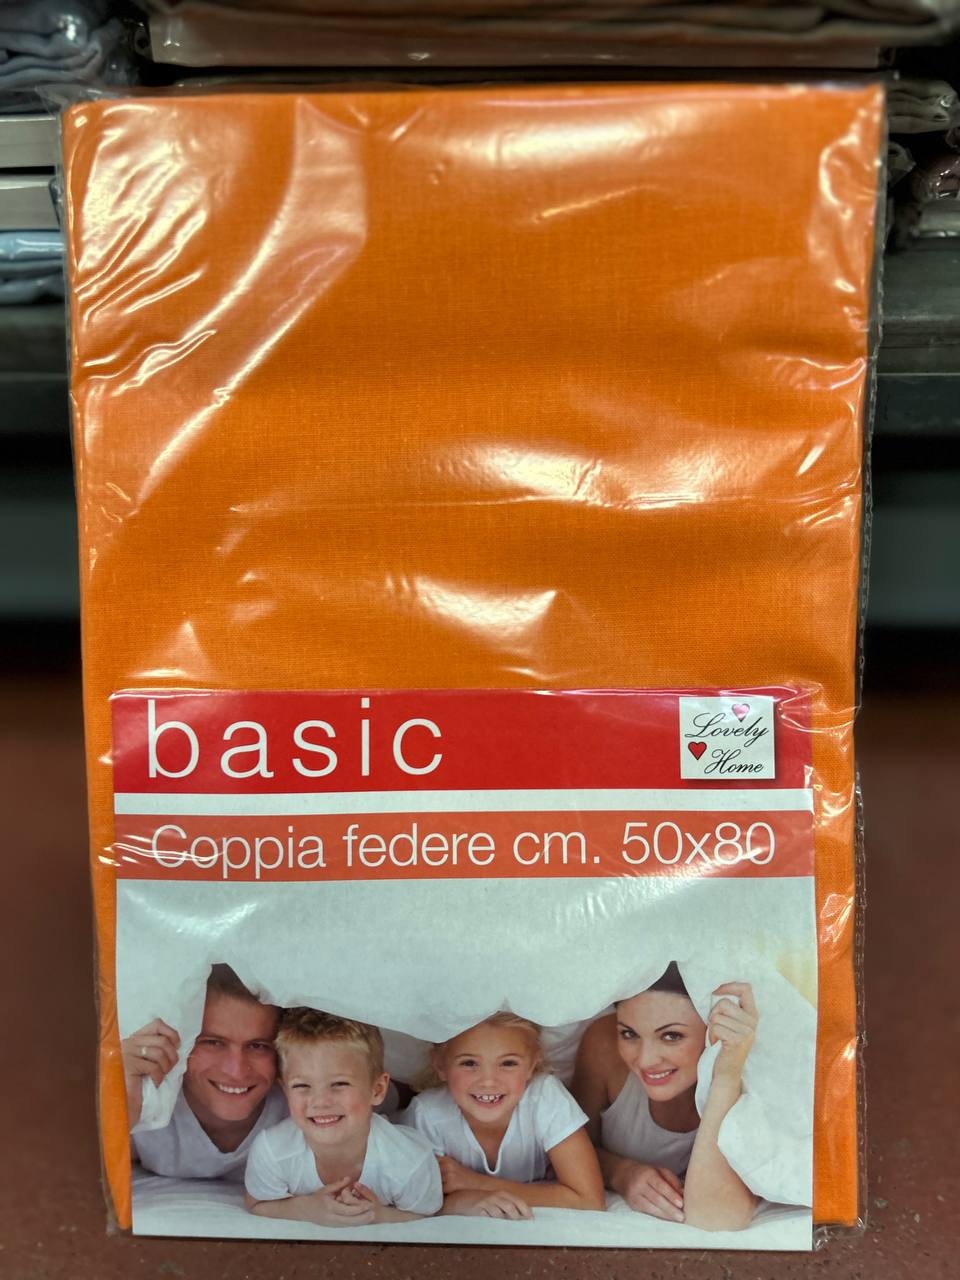 basic
Lovely
Home
Coppia federe cm. 50x80